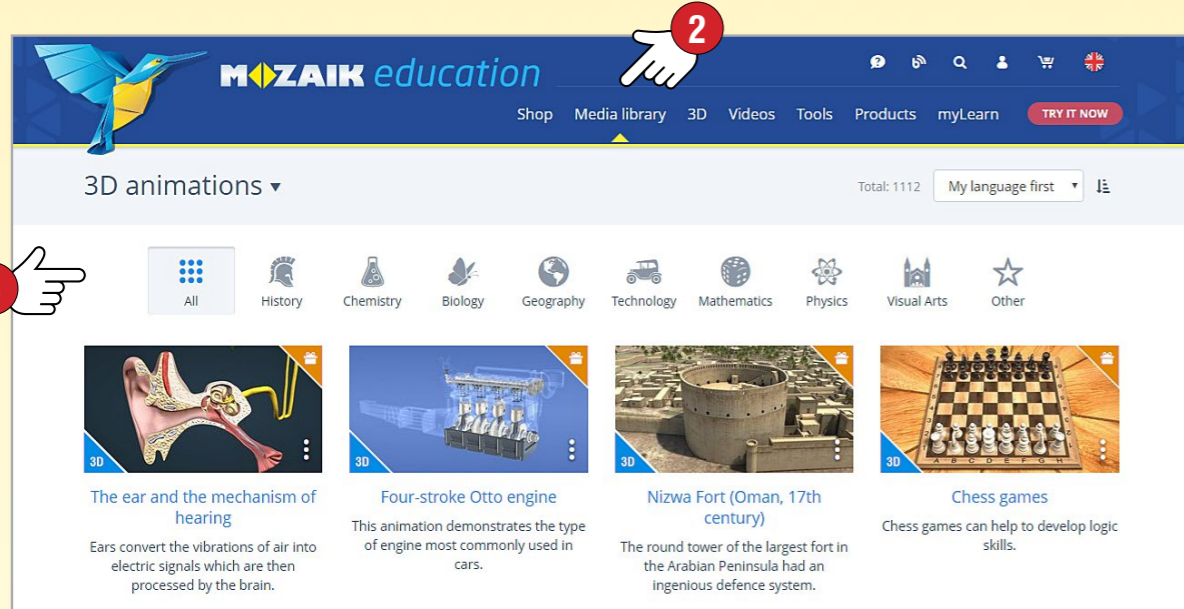 2
MOZAIK education
Shop Media library 3D Videos Tools Products myLearn TRY IT NOW
3D animations
Total: 1112 My language first
All History Chemistry Biology Geography Technology Mathematics Physics Visual Arts Other
3D 3D 3D 3D
The ear and the mechanism of
hearing
Ears convert the vibrations of air into
electric signals which are then
processed by the brain.
Four-stroke Otto engine
This animation demonstrates the type
of engine most commonly used in
cars.
Nizwa Fort (Oman, 17th
century)
The round tower of the largest fort in
the Arabian Peninsula had an
ingenious defence system.
A B C D E F G H
Chess games
Chess games can help to develop logic
skills.